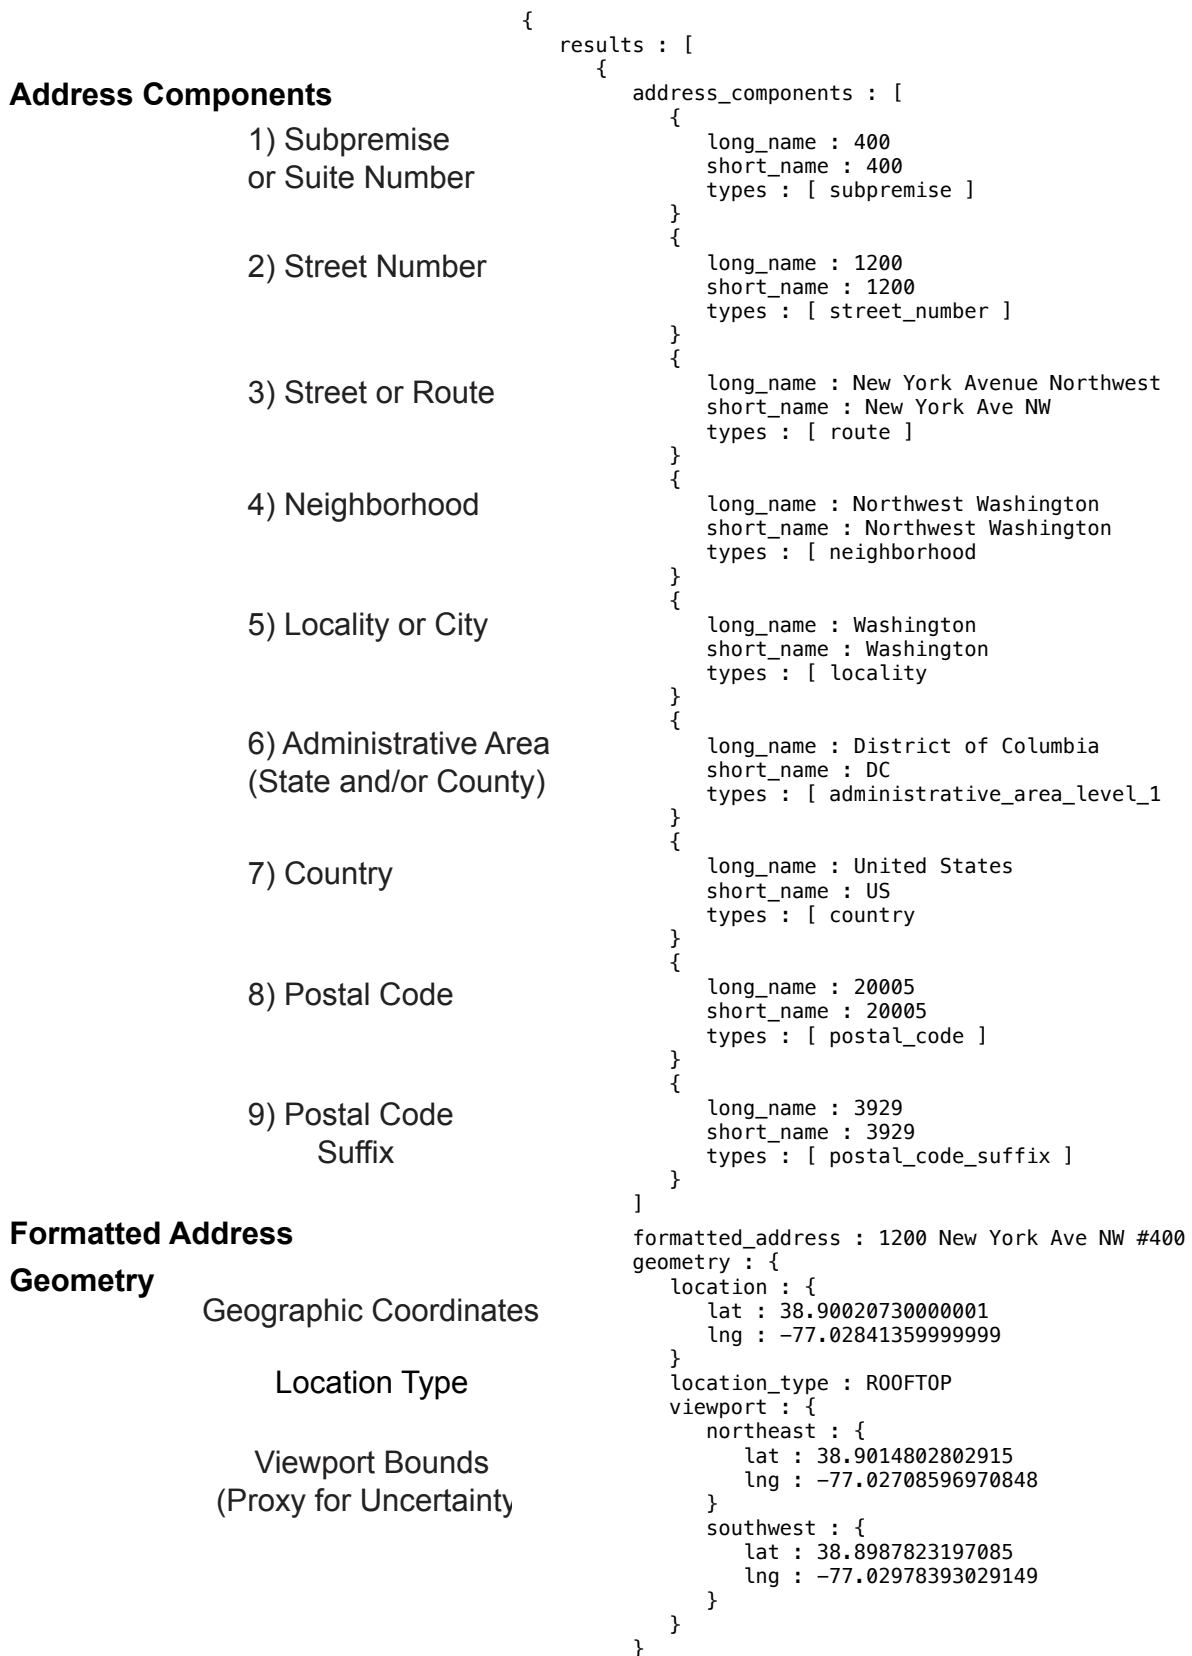 {
results : [
{
Address Components
address_components : [
{
1) Subpremise
or Suite Number
long_name : 400
short_name : 400
types : [ subpremise ]
}
{
2) Street Number
long_name : 1200
short_name : 1200
types : [ street_number ]
}
{
3) Street or Route
long_name : New York Avenue Northwest
short_name : New York Ave NW
types : [ route ]
}
{
4) Neighborhood
long_name : Northwest Washington
short_name : Northwest Washington
types : [ neighborhood
}
{
5) Locality or City
long_name : Washington
short_name : Washington
types : [ locality
}
{
6) Administrative Area
(State and/or County)
long_name : District of Columbia
short_name : DC
types : [ administrative_area_level_1
}
{
7) Country
long_name : United States
short_name : US
types : [ country
}
{
8) Postal Code
long_name : 20005
short_name : 20005
types : [ postal_code ]
}
{
9) Postal Code
Suffix
long_name : 3929
short_name : 3929
types : [ postal_code_suffix ]
}
]
Formatted Address
formatted_address : 1200 New York Ave NW #400
Geometry
geometry : {
Geographic Coordinates
location : {
lat : 38.90020730000001
lng : -77.02841359999999
}
Location Type
location_type : ROOFTOP
viewport : {
Viewport Bounds
(Proxy for Uncertainty
northeast : {
lat : 38.9014802802915
lng : -77.02708596970848
}
southwest : {
lat : 38.8987823197085
lng : -77.02978393029149
}
}
}